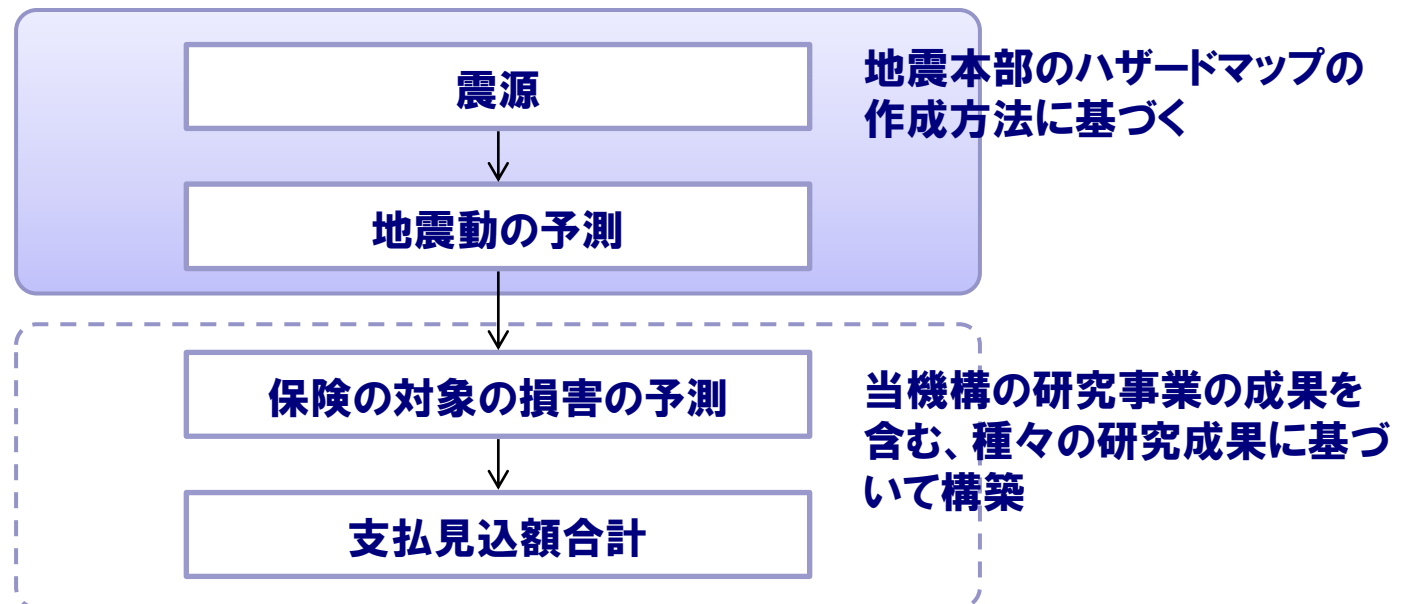 震源
地震本部のハザードマップの
作成方法に基づく
地震動の予測
保険の対象の損害の予測
当機構の研究事業の成果を
含む、種々の研究成果に基づ
いて構築
支払見込額合計